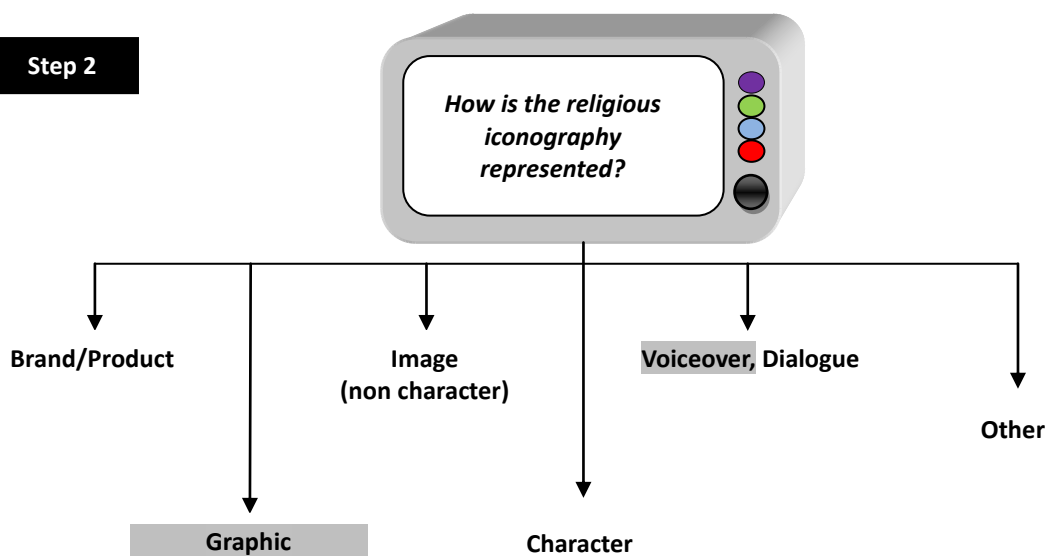 Step 2
How is the religious
iconography
represented?
Brand/Product
Image
(non character)
Voiceover, Dialogue
Other
Graphic
Character